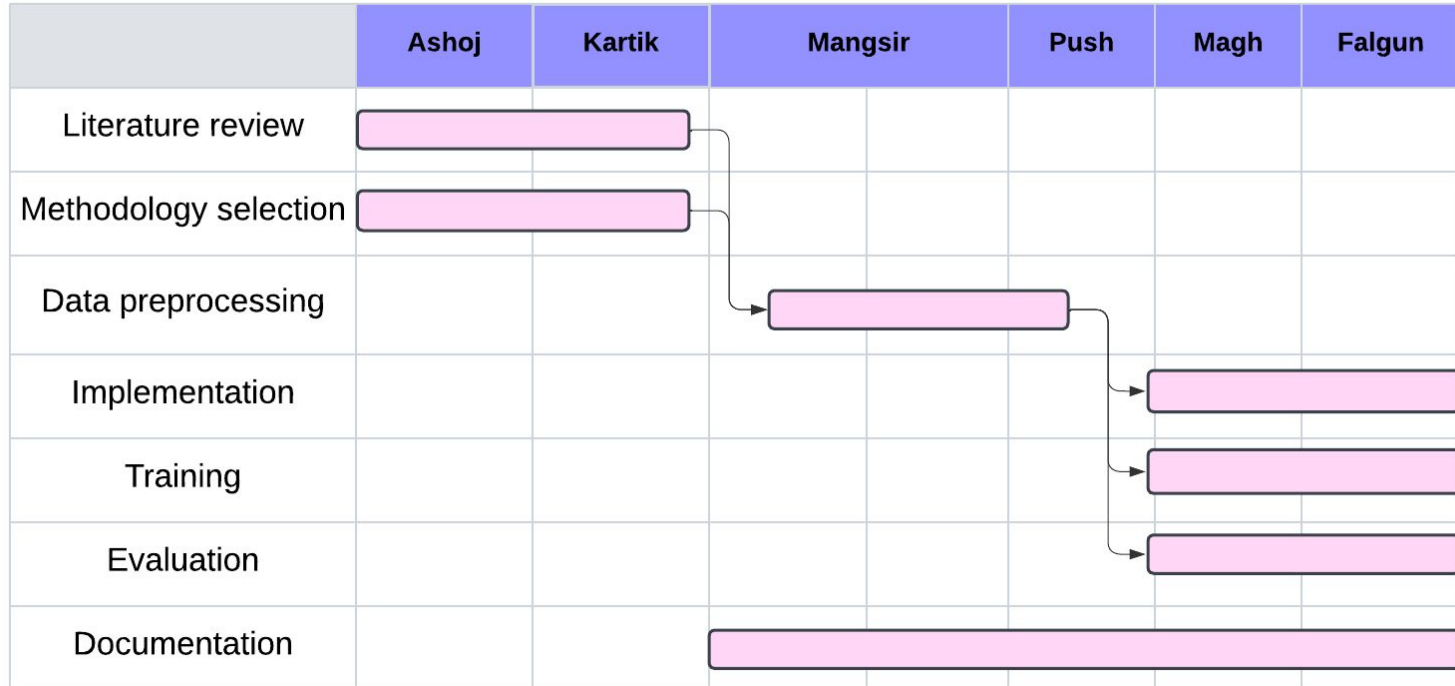 Ashoj Kartik Mangsir Push Magh Falgun
Literature review
Methodology selection
Data preprocessing
Implementation
Training
Evaluation
Documentation